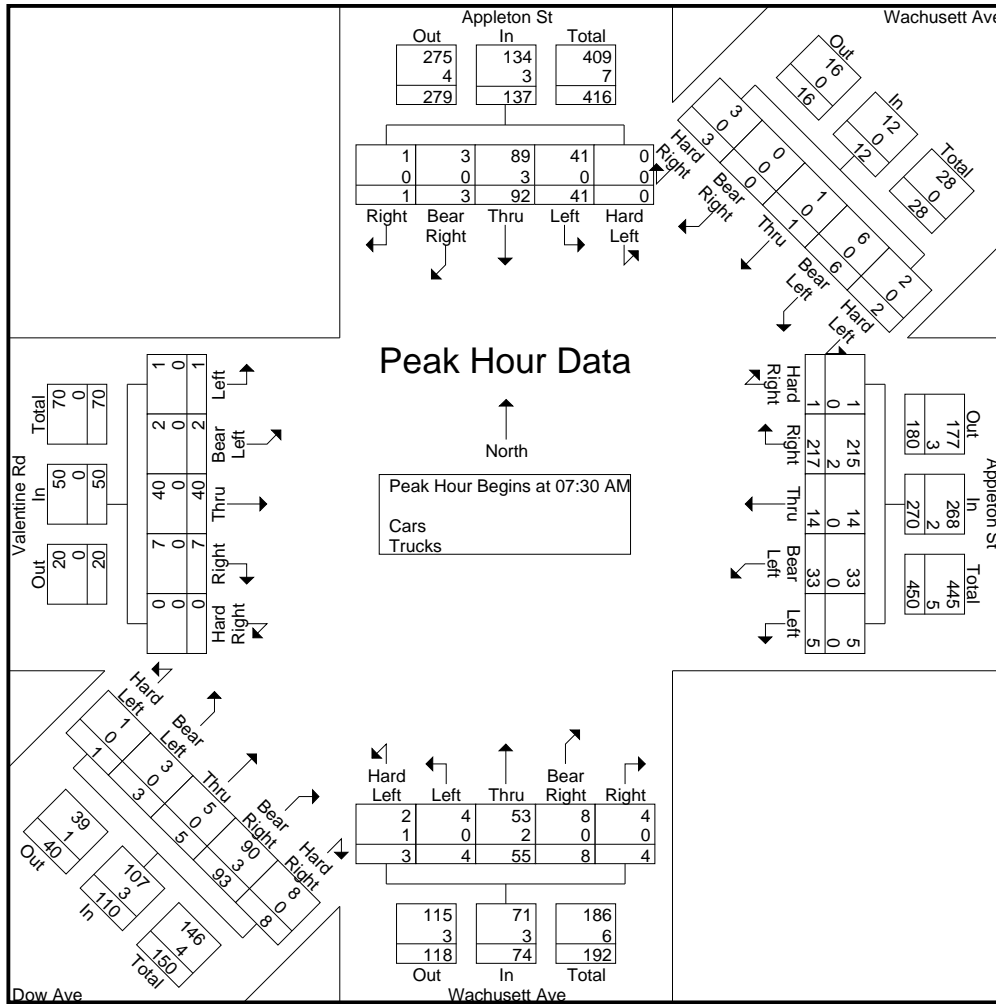 Appleton St
Out In Total
275 134 409
4 3 7
279 137 416
1 3 89 41 0
0 0 3 0 0
1 3 92 41 0
Right Bear Right Thru Left Hard Left
Wachusett Ave
Out
16
0
16
In
12
0
12
Total
28
0
28
3 0 1 6 2
0 0 0 0 0
3 0 1 6 2
Hard Right
Bear Right
Thru
Bear Left
Hard Left
Peak Hour Data
North
Peak Hour Begins at 07:30 AM
Cars
Trucks
Valentine Rd
Total In Out
70 50 20
0 0 0
70 50 20
Left
1 0 1
Bear Left
2 0 2
Thru
40 0 40
Right
7 0 7
Hard Right
0 0 0
Appleton St
Out In Total
177 268 445
3 2 5
180 270 450
Hard Right
1 0 1
Right
215 2 217
Thru
14 0 14
Bear Left
33 0 33
Left
5 0 5
Dow Ave
Hard Left
Bear Left
Thru
Bear Right
Hard Right
1 3 5 90 8
0 0 0 3 0
1 3 5 93 8
39 107 146
1 3 4
40 110 150
Out In Total
Hard Left Left Thru Bear Right Right
2 4 53 8 4
1 0 2 0 0
3 4 55 8 4
115 71 186
3 3 6
118 74 192
Out In Total
Wachusett Ave